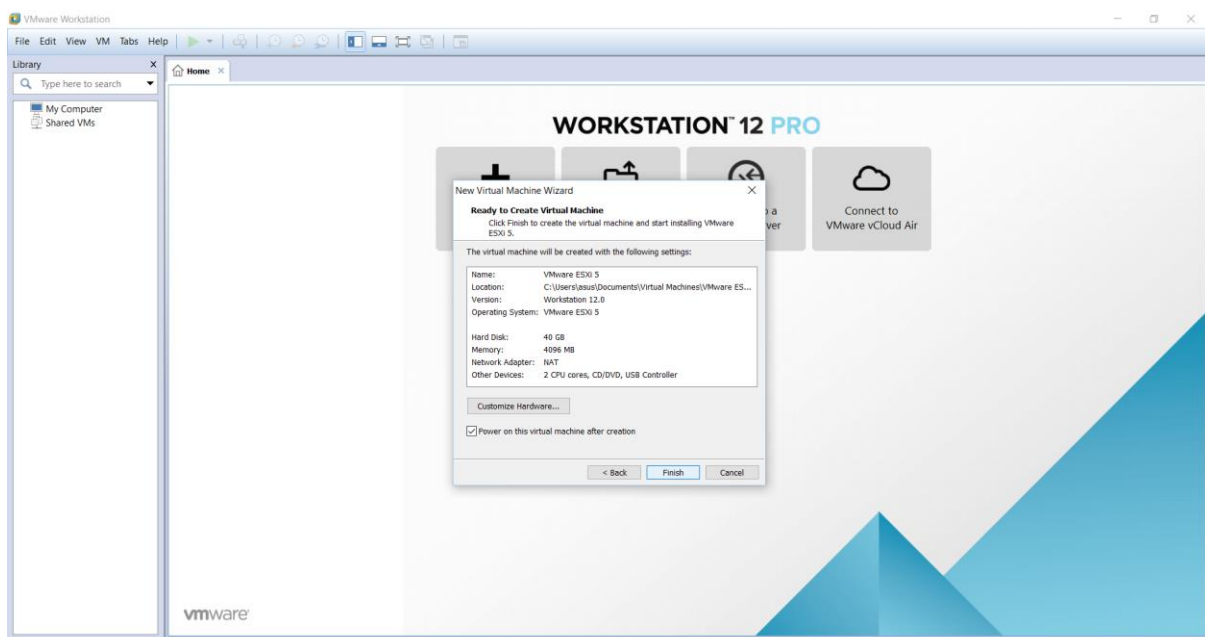 VMware Workstation
File Edit View VM Tabs Help
Library x
Type here to search
My Computer
Shared VMs
Home ×
WORKSTATION™ 12 PRO
New Virtual Machine Wizard
Ready to Create Virtual Machine
Click Finish to create the virtual machine and start installing VMware
ESXi 5.
The virtual machine will be created with the following settings:
Name: VMware ESXi 5
Location: C:\Users\asus\Documents\Virtual Machines\VMware ES...
Version: Workstation 12.0
Operating System: VMware ESXi 5
Hard Disk: 40 GB
Memory: 4096 MB
Network Adapter: NAT
Other Devices: 2 CPU cores, CD/DVD, USB Controller
Customize Hardware...
Power on this virtual machine after creation
< Back Finish Cancel
a
ver
Connect to
VMware vCloud Air
vmware